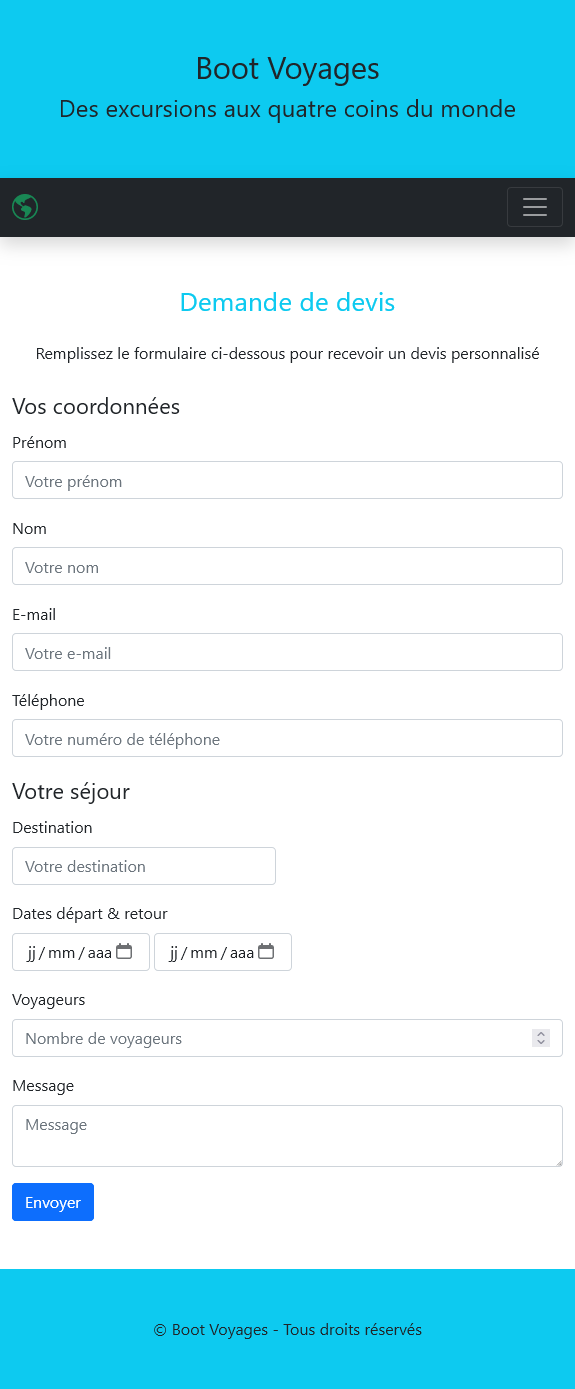 Boot Voyages
Des excursions aux quatre coins du monde
Demande de devis
Remplissez le formulaire ci-dessous pour recevoir un devis personnalisé
Vos coordonnées
Prénom
Votre prénom
Nom
Votre nom
E-mail
Votre e-mail
Téléphone
Votre numéro de téléphone
Votre séjour
Destination
Votre destination
Dates départ & retour
jj / mm / aaa jj / mm / aaa
Voyageurs
Nombre de voyageurs
Message
Message
Envoyer
© Boot Voyages - Tous droits réservés